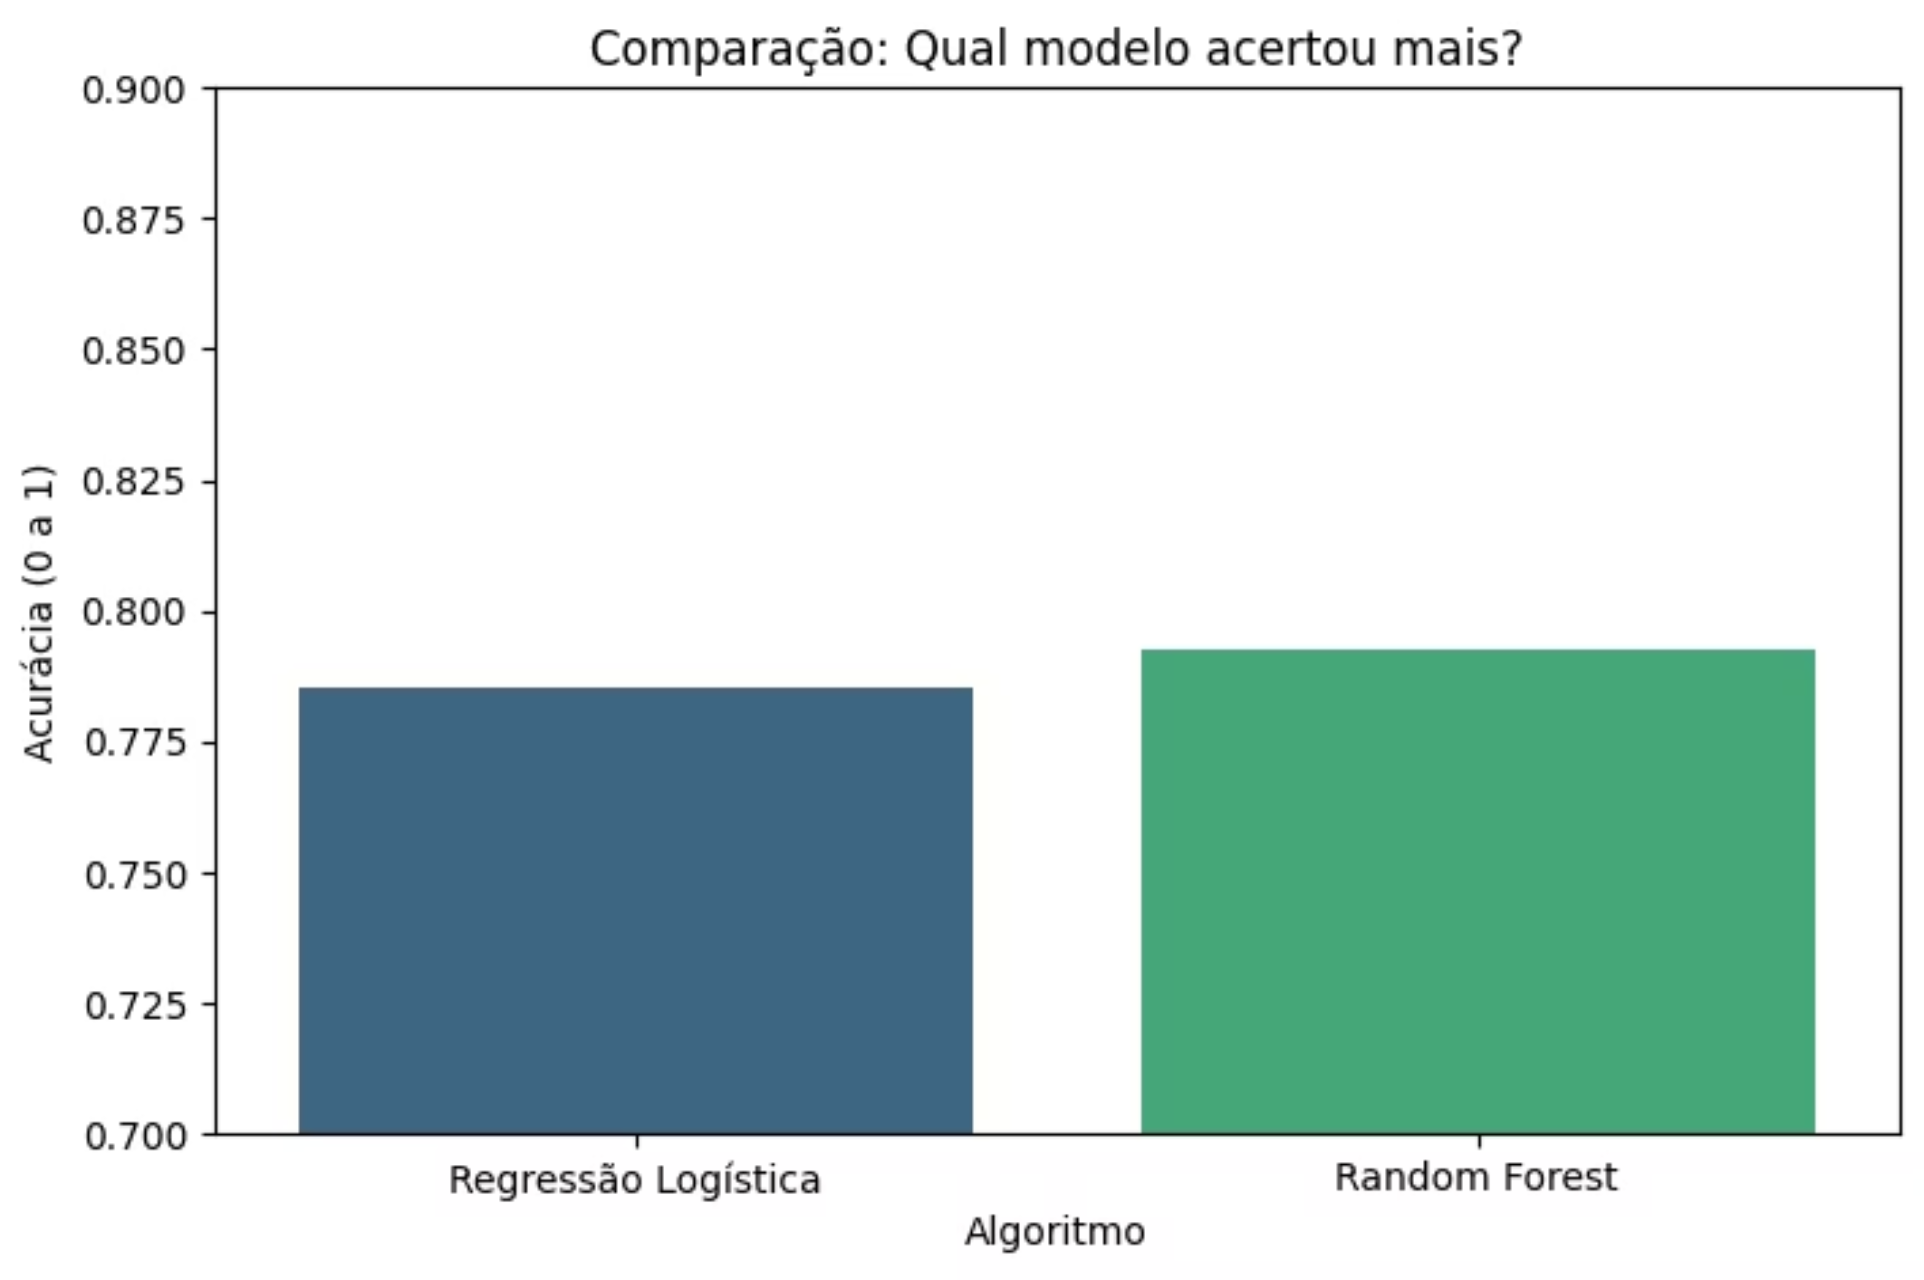 Comparação: Qual modelo acertou mais?
0.900
0.875
0.850
0.825
0.800
0.775
0.750
0.725
0.700
Acurácia (0 a 1)
Regressão Logística
Random Forest
Algoritmo